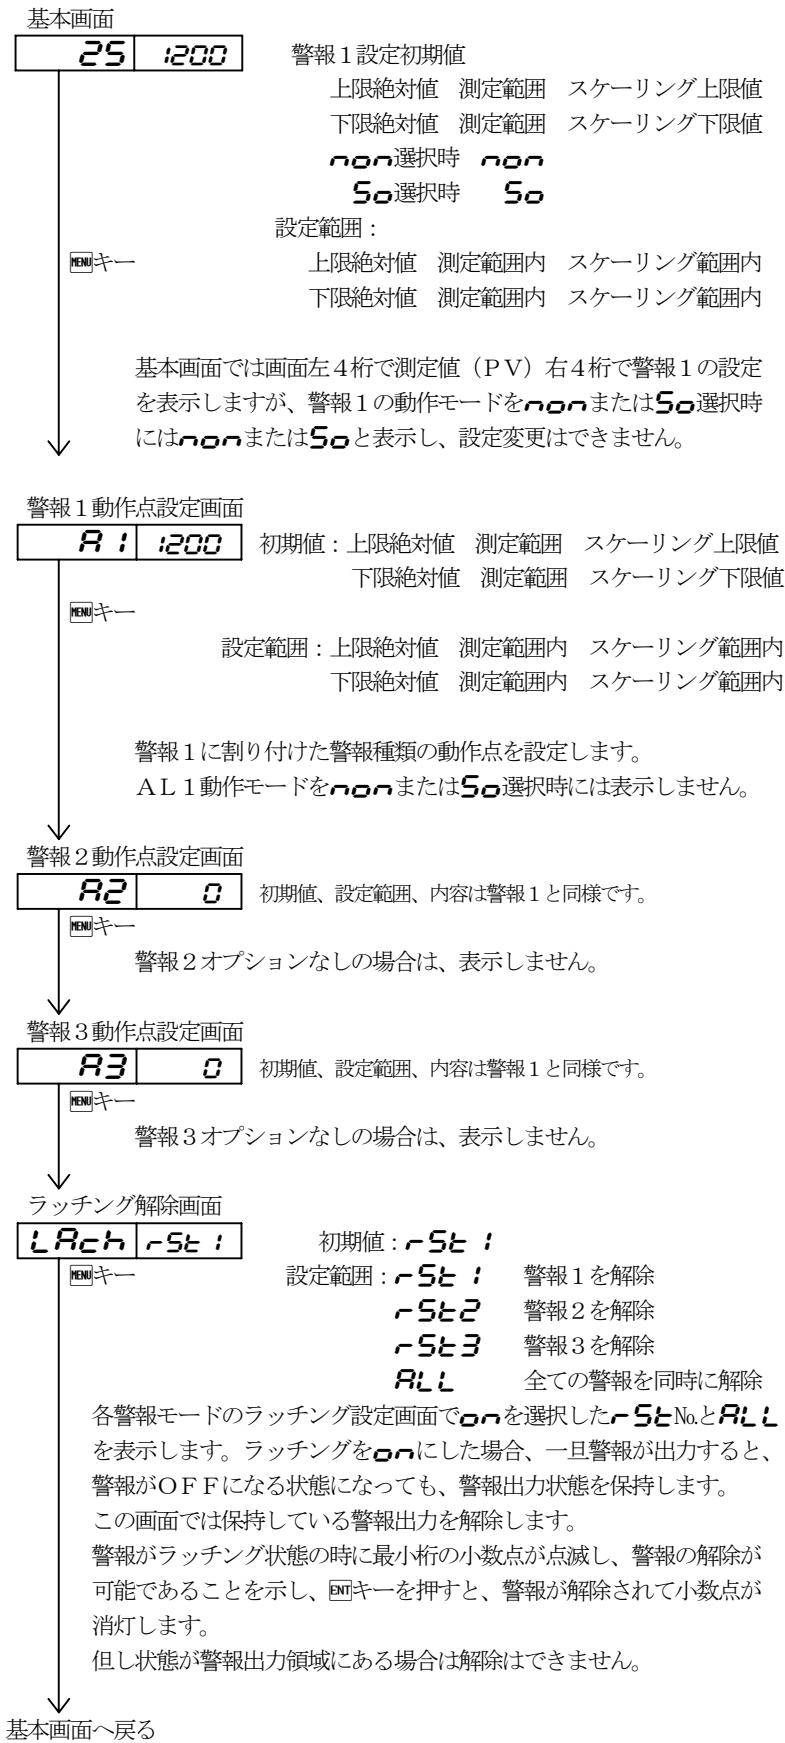 基本画面
25 1200 警報１設定初期値
上限絶対値　測定範囲　スケーリング上限値
下限絶対値　測定範囲　スケーリング下限値
non選択時　non
So選択時　So
設定範囲：
MENUキー 上限絶対値　測定範囲内　スケーリング範囲内
下限絶対値　測定範囲内　スケーリング範囲内
基本画面では画面左４桁で測定値（ＰＶ）右４桁で警報１の設定
を表示しますが、警報１の動作モードをnonまたはSo選択時
にはnonまたはSoと表示し、設定変更はできません。
警報１動作点設定画面
A1 1200 初期値：上限絶対値　測定範囲　スケーリング上限値
下限絶対値　測定範囲　スケーリング下限値
MENUキー
設定範囲：上限絶対値　測定範囲内　スケーリング範囲内
下限絶対値　測定範囲内　スケーリング範囲内
警報１に割り付けた警報種類の動作点を設定します。
ＡＬ１動作モードをnonまたはSo選択時には表示しません。
警報２動作点設定画面
A2 0 初期値、設定範囲、内容は警報１と同様です。
MENUキー
警報２オプションなしの場合は、表示しません。
警報３動作点設定画面
A3 0 初期値、設定範囲、内容は警報１と同様です。
MENUキー
警報３オプションなしの場合は、表示しません。
ラッチング解除画面
LAch rSt1 初期値：rSt1
MENUキー 設定範囲：rSt1 警報１を解除
rSt2 警報２を解除
rSt3 警報３を解除
ALL 全ての警報を同時に解除
各警報モードのラッチング設定画面でonを選択したrSt№とALL
を表示します。ラッチングをonにした場合、一旦警報が出力すると、
警報がＯＦＦになる状態になっても、警報出力状態を保持します。
この画面では保持している警報出力を解除します。
警報がラッチング状態の時に最小桁の小数点が点滅し、警報の解除が
可能であることを示し、ENTキーを押すと、警報が解除されて小数点が
消灯します。
但し状態が警報出力領域にある場合は解除はできません。
基本画面へ戻る